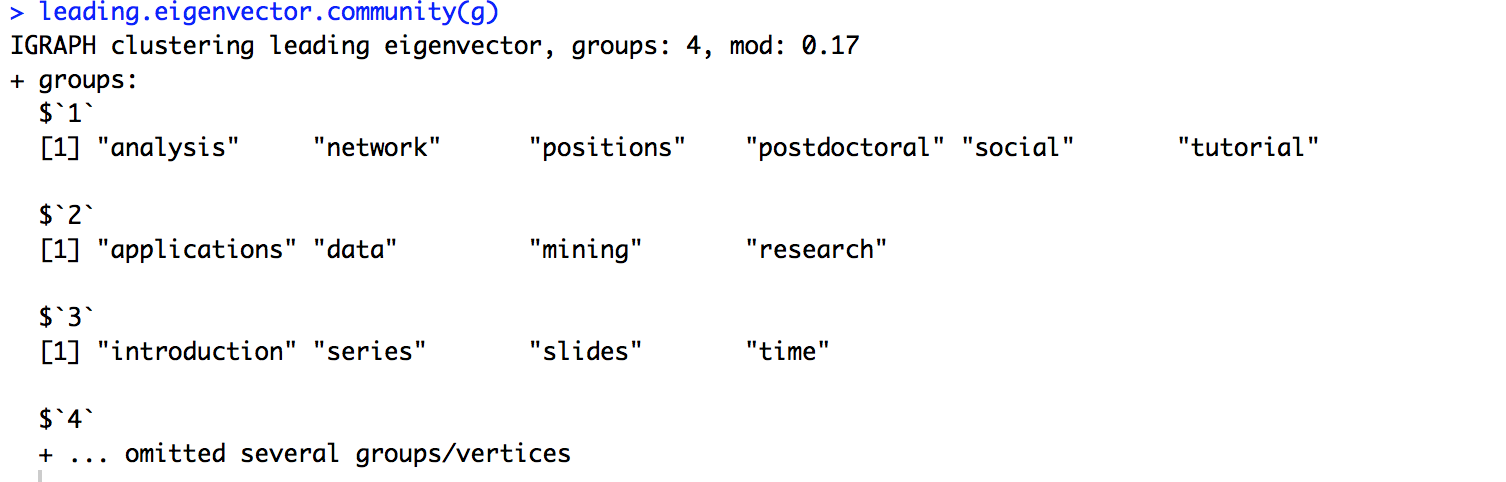 > leading.eigenvector.community(g)
IGRAPH clustering leading eigenvector, groups: 4, mod: 0.17
+ groups:
  $`1`
  [1] "analysis"     "network"      "positions"    "postdoctoral" "social"       "tutorial"
  $`2`
  [1] "applications" "data"         "mining"       "research"
  $`3`
  [1] "introduction" "series"       "slides"       "time"
  $`4`
  + ... omitted several groups/vertices